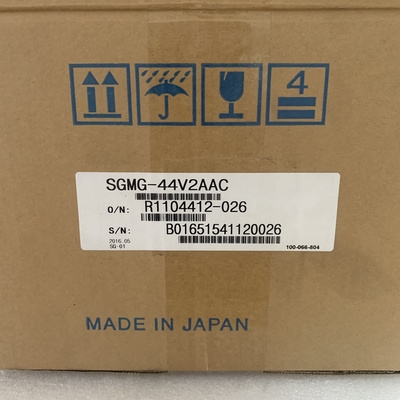 4
SGMG-44V2AAC
O/N: R1104412-026
S/N: B01651541120026
2016.05
SG-01
100-066-804
MADE IN JAPAN